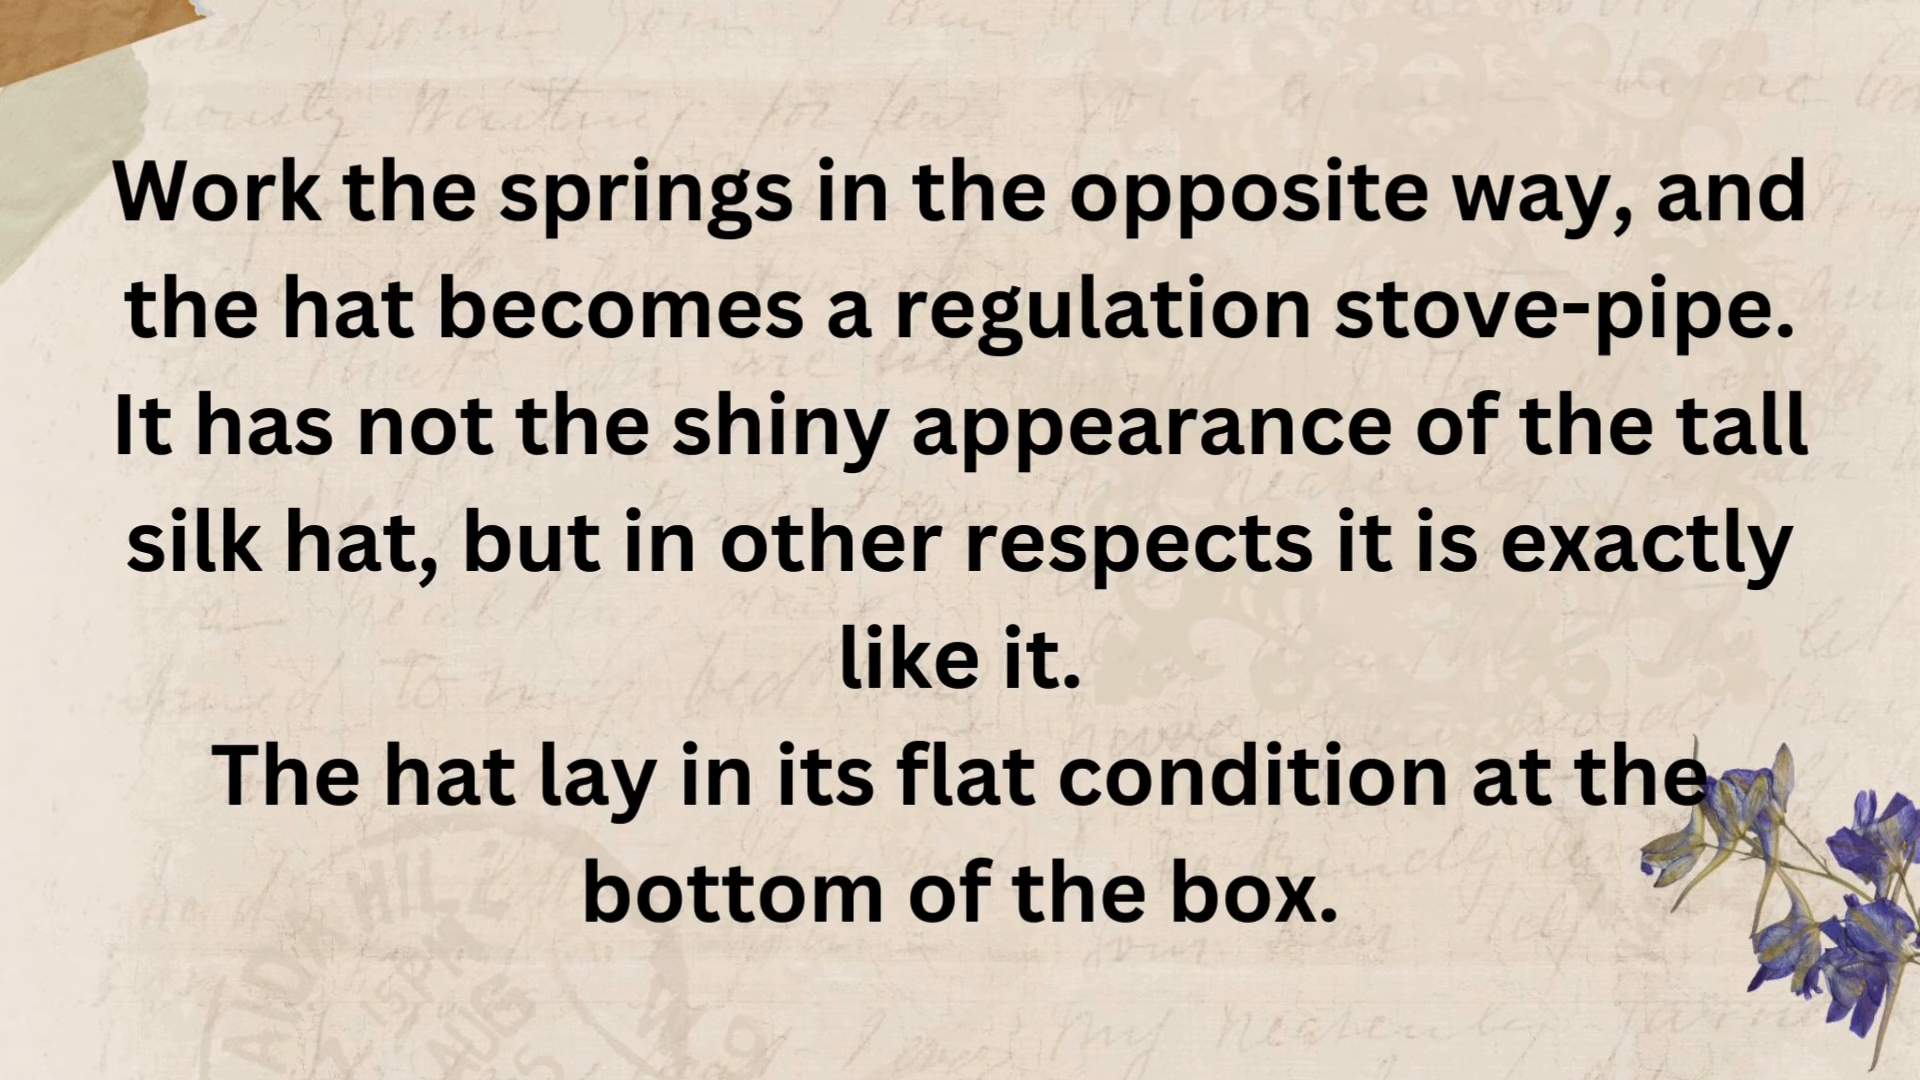 Work the springs in the opposite way, and
the hat becomes a regulation stove-pipe.
It has not the shiny appearance of the tall
silk hat, but in other respects it is exactly
like it.
The hat lay in its flat condition at the
bottom of the box.